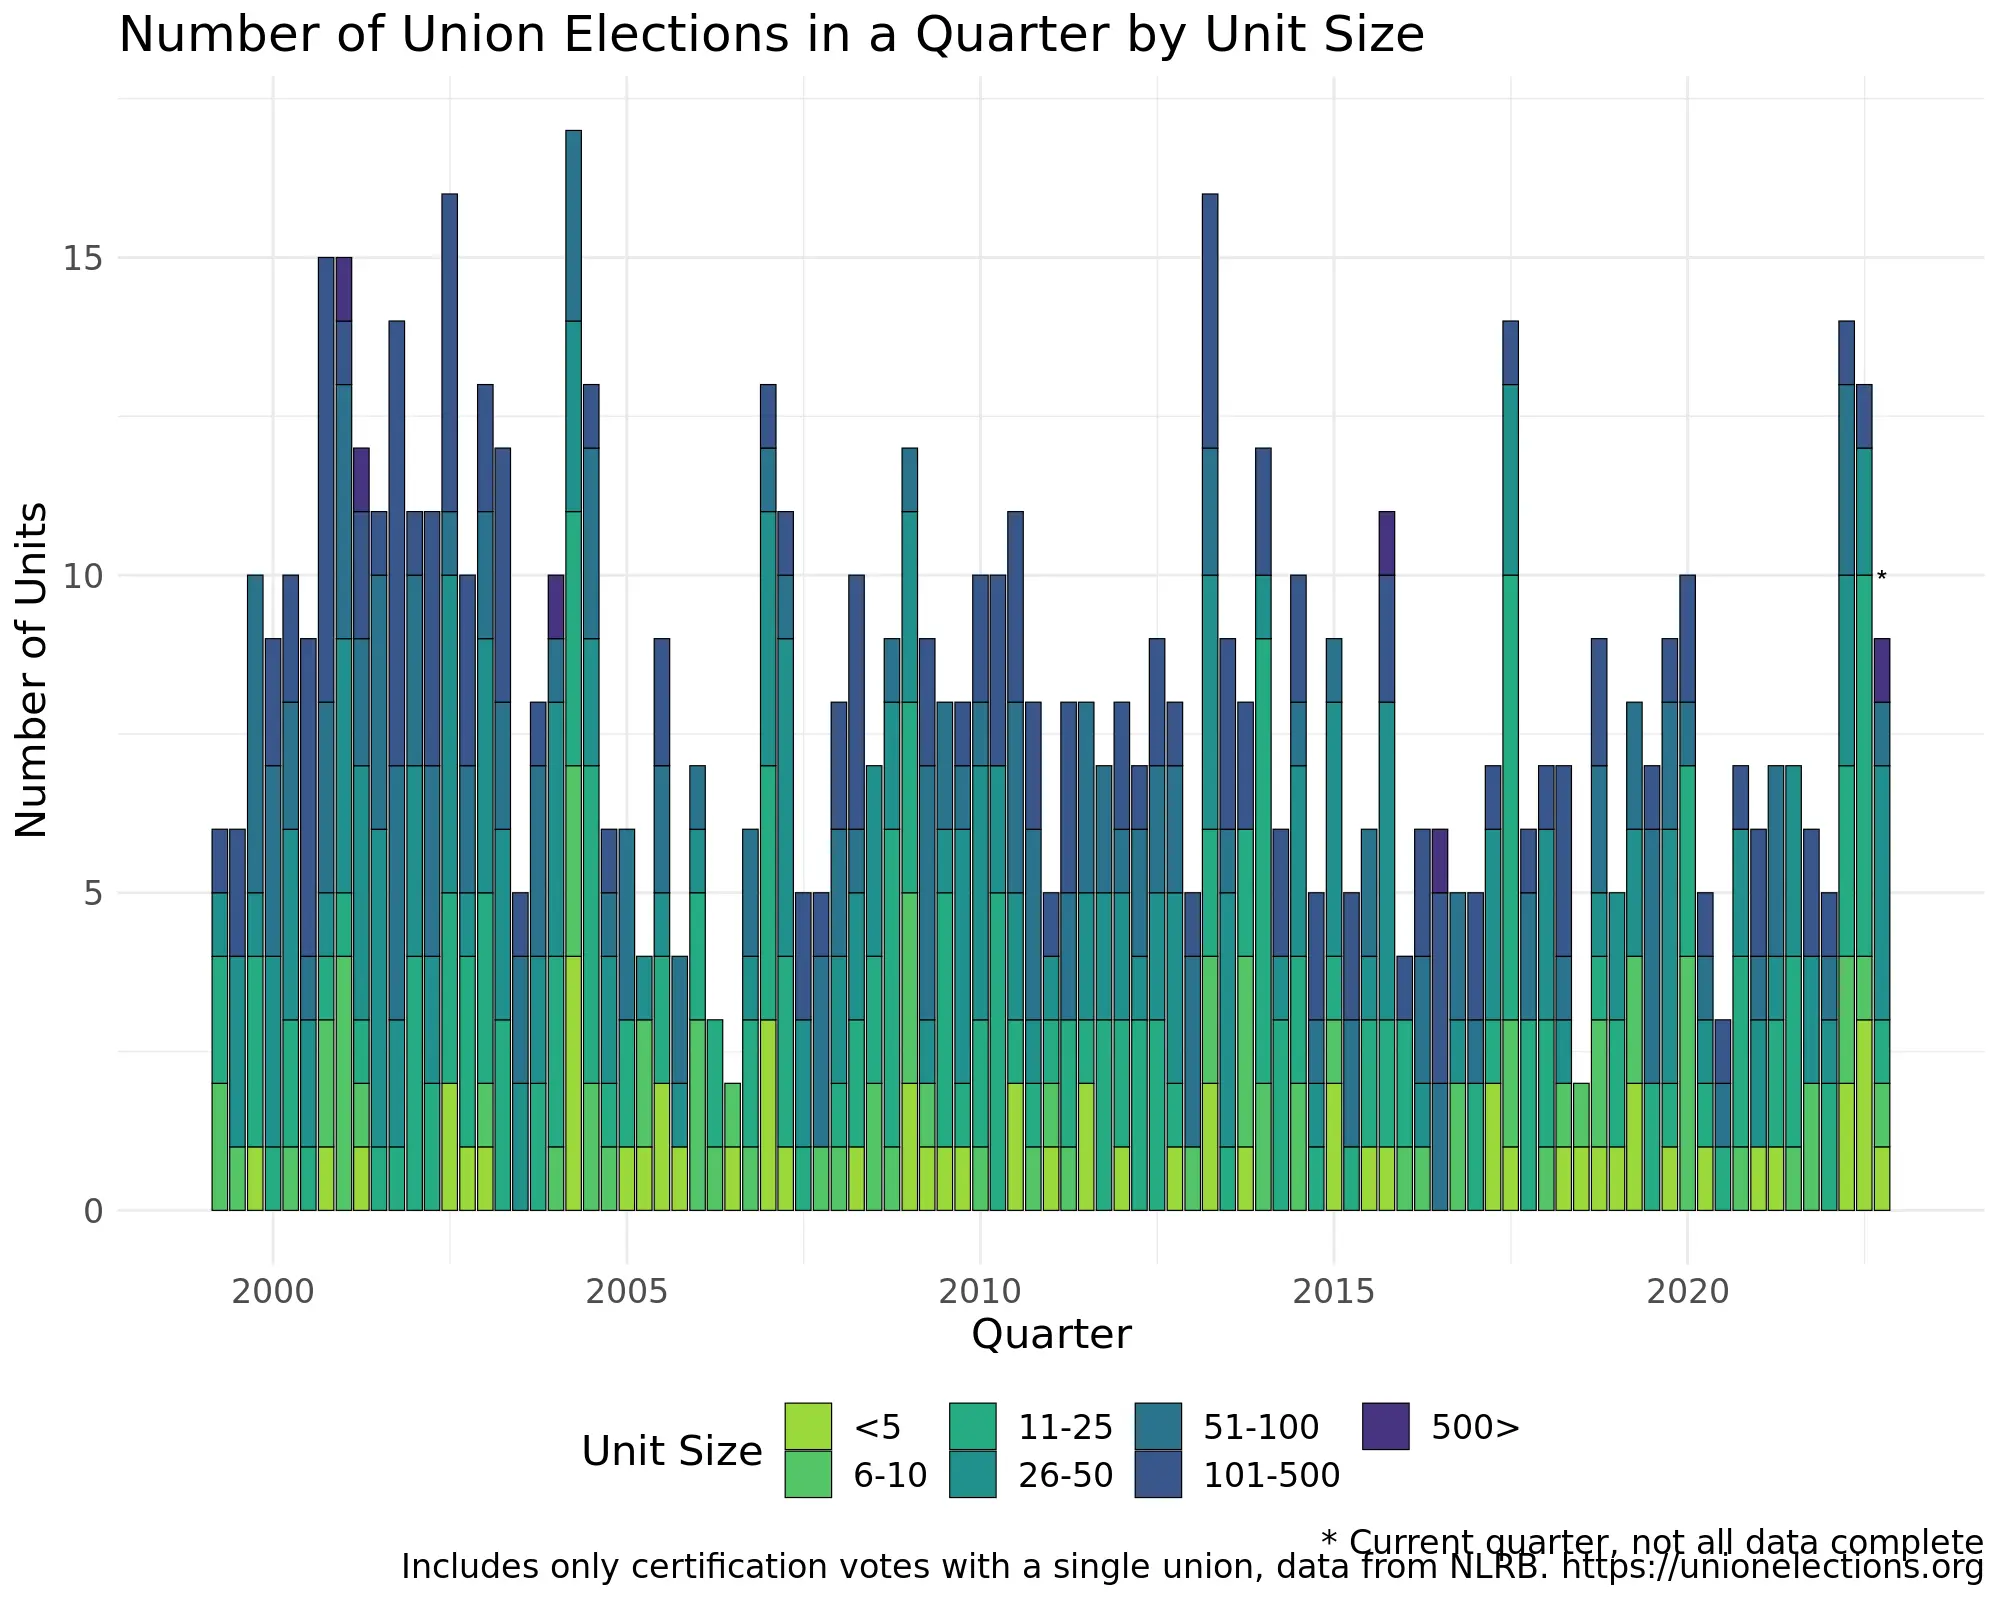 Number of Union Elections in a Quarter by Unit Size
Number of Units
15
10
5
0
*
2000 2005 2010 2015 2020
Quarter
Unit Size
<5 11-25 51-100 500>
6-10 26-50 101-500
* Current quarter, not all data complete
Includes only certification votes with a single union, data from NLRB. https://unionelections.org